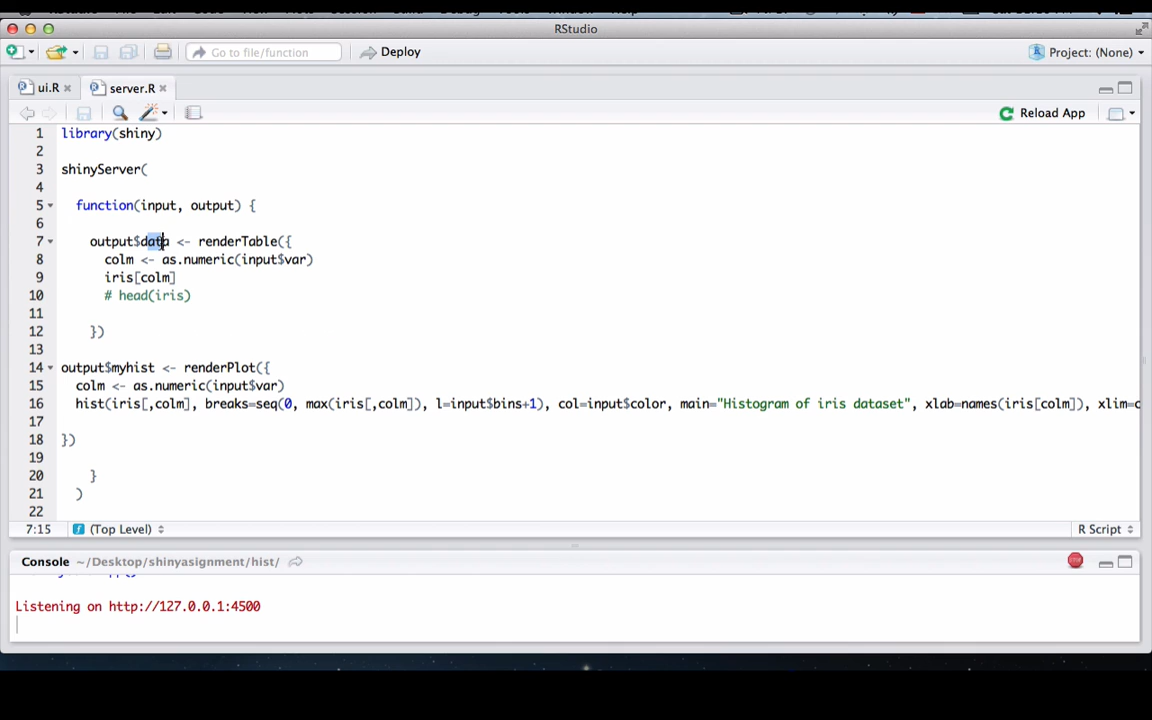 RStudio
Go to file/function
Deploy
Project: (None)
ui.R
server.R
Reload App
1 library(shiny)
2
3 shinyServer(
4
5 function(input, output) {
6
7 output$data <- renderTable({
8 colm <- as.numeric(input$var)
9 iris[colm]
10 # head(iris)
11
12 })
13
14 output$myhist <- renderPlot({
15 colm <- as.numeric(input$var)
16 hist(iris[,colm], breaks=seq(0, max(iris[,colm]), l=input$bins+1), col=input$color, main="Histogram of iris dataset", xlab=names(iris[colm]), xlim=c
17
18 })
19
20 }
21 )
22
7:15 (Top Level) R Script
Console ~/Desktop/shinyasignment/hist/
Listening on http://127.0.0.1:4500